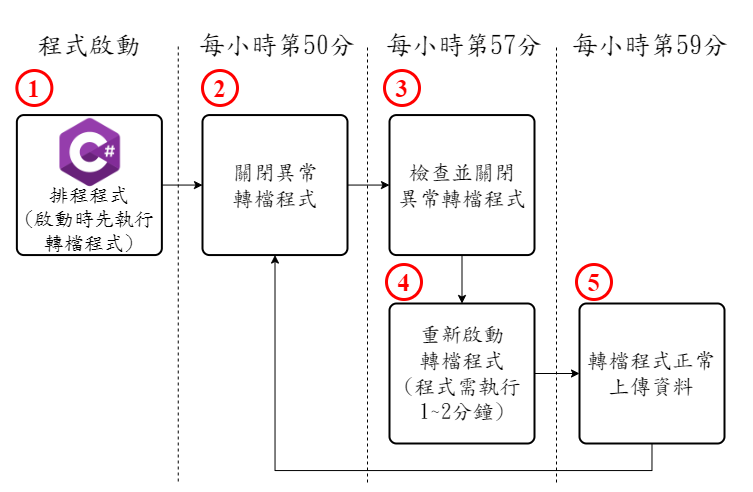 程式啟動
每小時第50分
每小時第57分
每小時第59分
1
2
3
C#
排程程式
(啟動時先執行
轉檔程式)
關閉異常
轉檔程式
檢查並關閉
異常轉檔程式
4
5
重新啟動
轉檔程式
(程式需執行
1~2分鐘)
轉檔程式正常
上傳資料